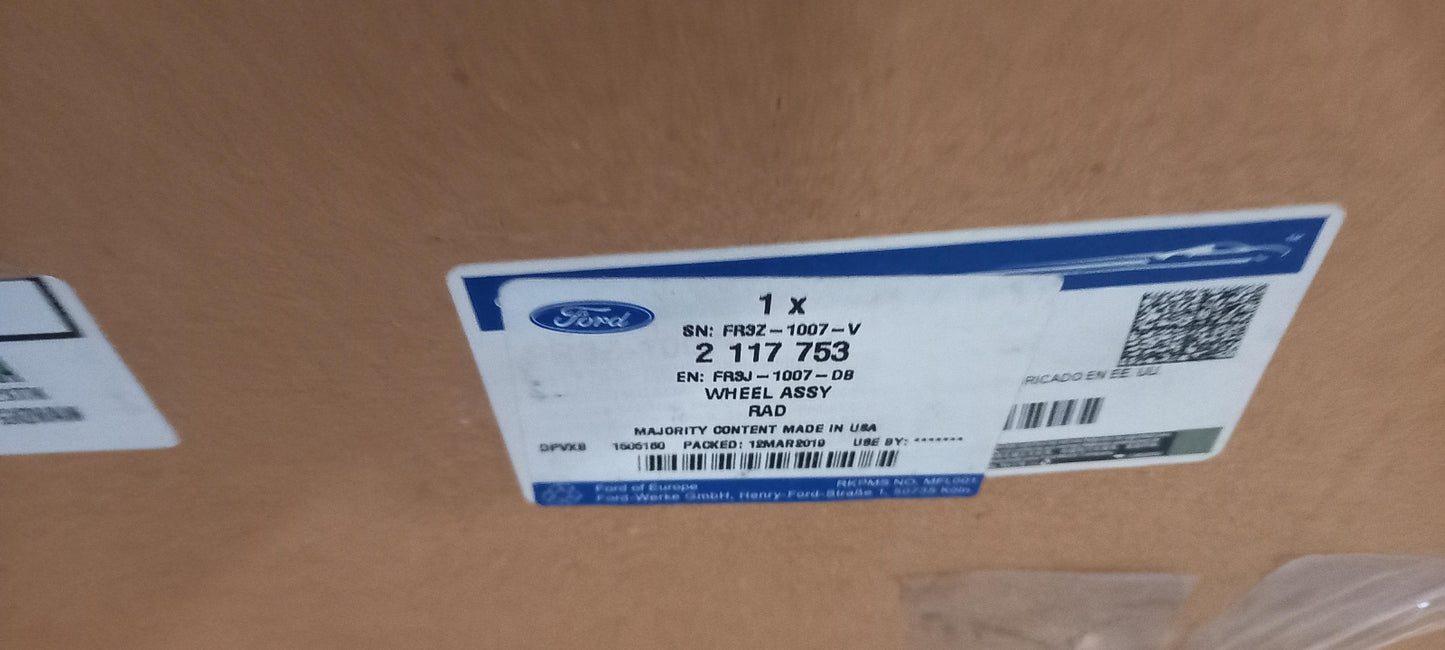 Ford
1 x
SN: FR3Z-1007-V
2 117 753
EN: FR3J-1007-DB
WHEEL ASSY
RAD
MAJORITY CONTENT MADE IN USA
DPVXB 1505160 PACKED: 12MAR2019 USE BY: *******
Ford of Europe RKPMS NO. MFL001
Ford-Werke GmbH, Henry-Ford-Straße 1, 50735 Köln
RICADO EN EE. UU.